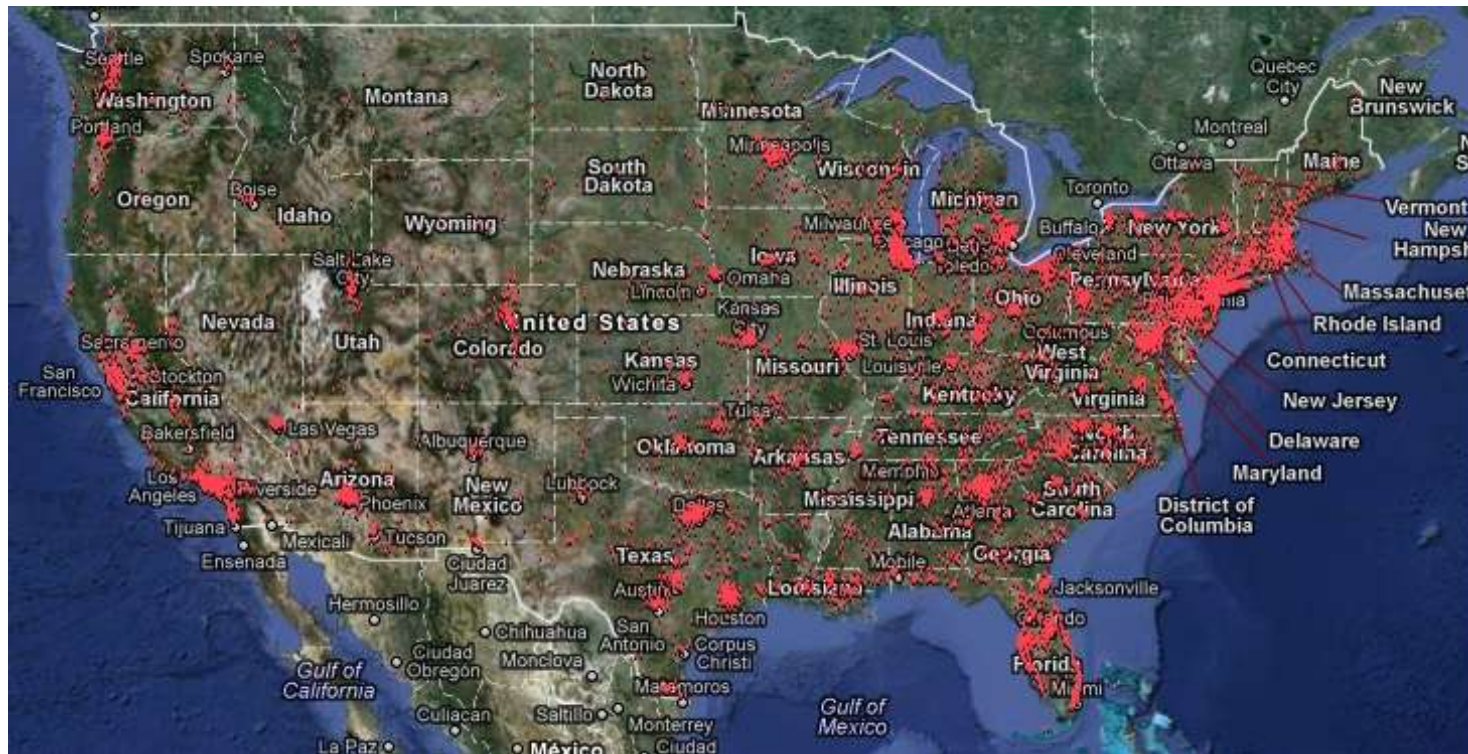 Quebec
City
Seattle
Spokane
North
Dakota
Montana
Minnesota
New
Brunswick
Washington
Montreal
Portland
Ottawa
Maine
Minneapolis
Wisconsin
South
Dakota
Oregon
Boise
Idaho
Wyoming
Michigan
Toronto
Vermont
New
Hampsh
Milwaukee
Buffalo
New York
Salt Lake
City
Iowa
Cleveland
Nebraska
Omaha
Toledo
Pennsylvania
Massachuset
Lincoln
Illinois
Ohio
Nevada
Kansas
City
Rhode Island
United States
Indiana
Columbus
Utah
Colorado
Sacramento
St. Louis
West
Virginia
Connecticut
San
Francisco
Stockton
Kansas
Missouri
Louisville
California
Wichita
Kentucky
Virginia
New Jersey
Tulsa
Las Vegas
Bakersfield
Albuquerque
Oklahoma
Tennessee
North
Carolina
Delaware
Arkansas
Memphis
Maryland
Los
Angeles
Riverside
Arizona
New
Mexico
Lubbock
Mississippi
South
Carolina
Phoenix
Dallas
Atlanta
District of
Columbia
Tijuana
Tucson
Alabama
Mexicali
Georgia
Ensenada
Ciudad
Juarez
Texas
Mobile
Louisiana
Austin
Jacksonville
Hermosillo
Houston
Orlando
Chihuahua
San
Antonio
Corpus
Christi
Ciudad
Obregón
Monclova
Florida
Gulf of
California
Matamoros
Miami
Culiacán
Saltillo
Monterrey
Gulf of
Mexico
La Paz
México
Ciudad